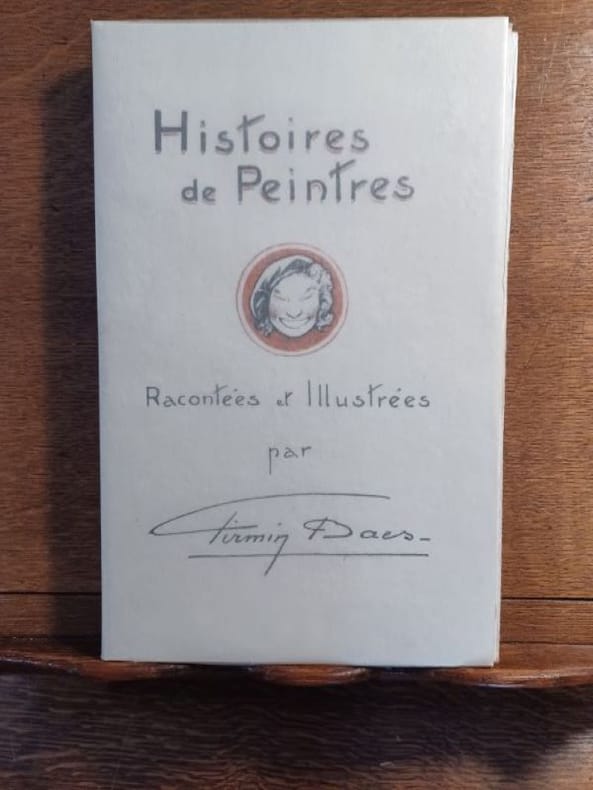 Histoires
de Peintres
Racontées et Illustrées
par
Firmin Baes